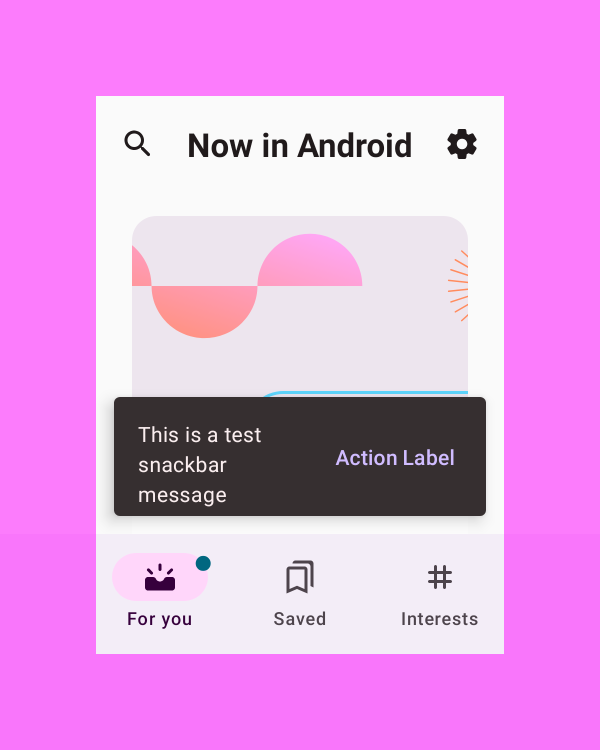 Now in Android
This is a test
snackbar
message
Action Label
For you
Saved
Interests